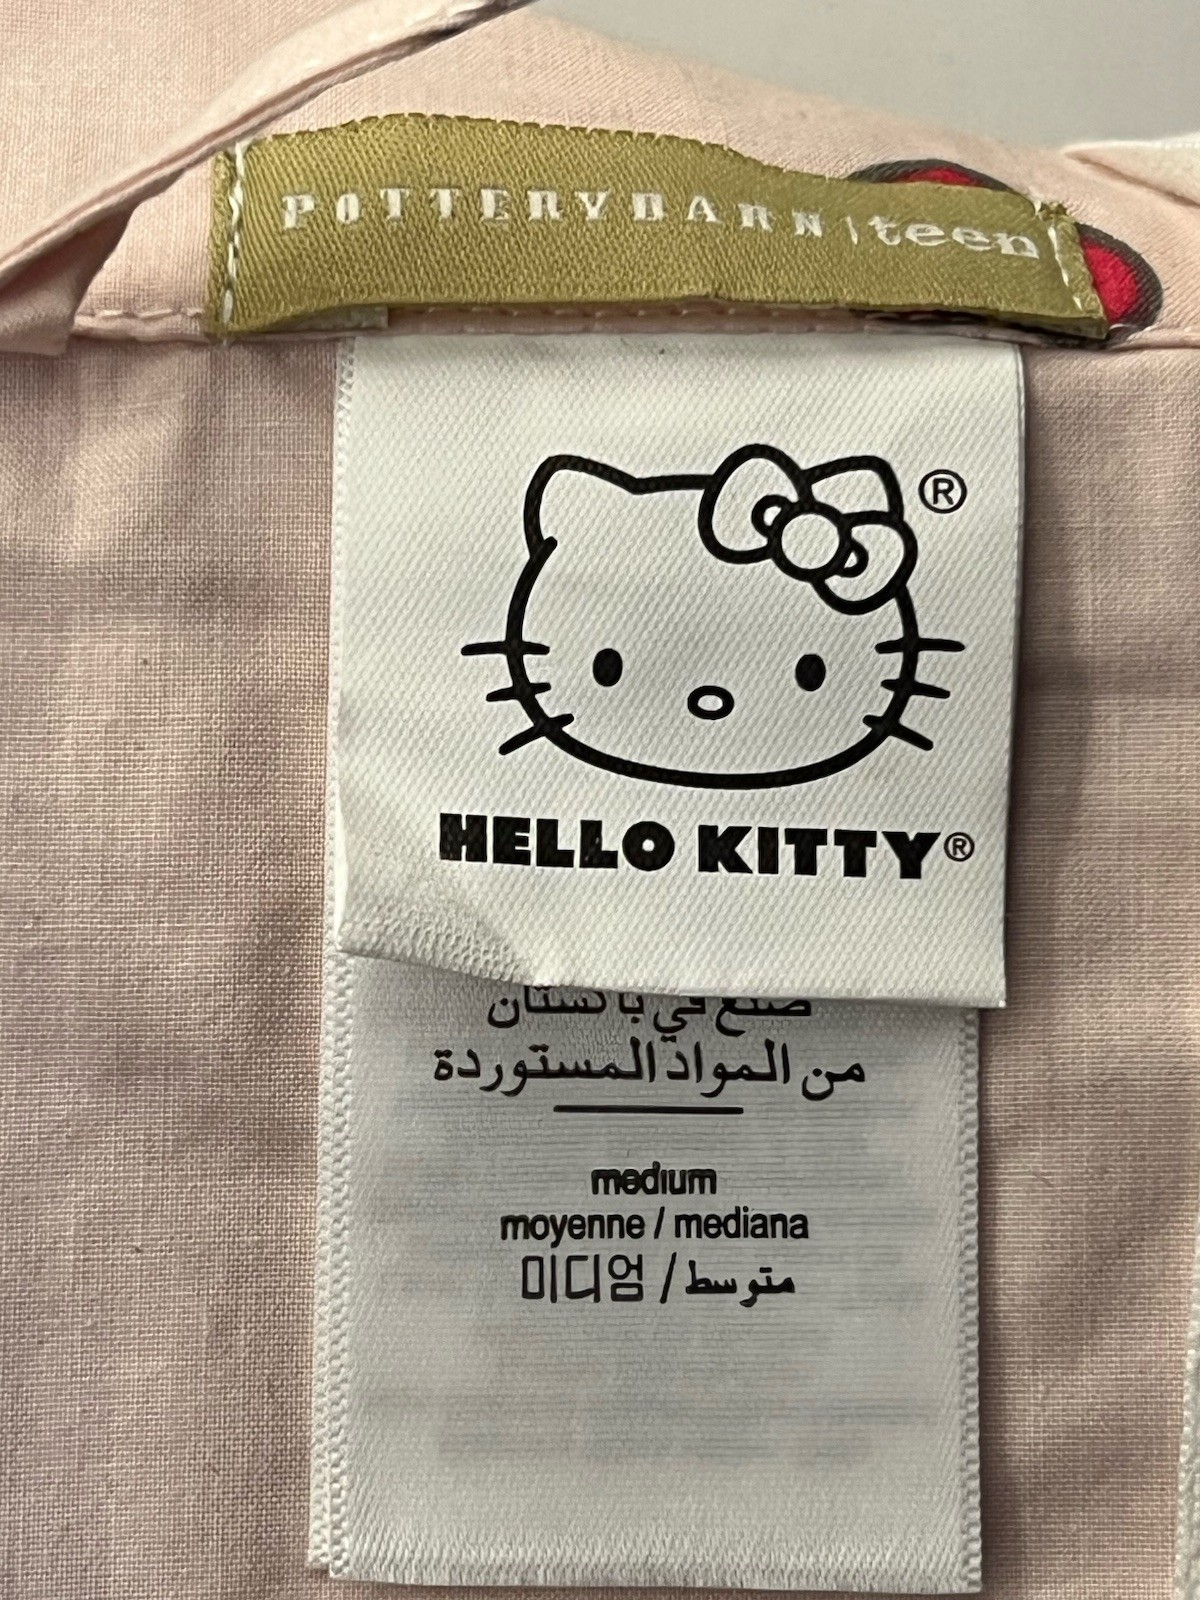 POTTERYBARN | teen
®
HELLO KITTY®
صنع في باكستان
من المواد المستوردة
medium
moyenne / mediana
미디엄 / متوسط